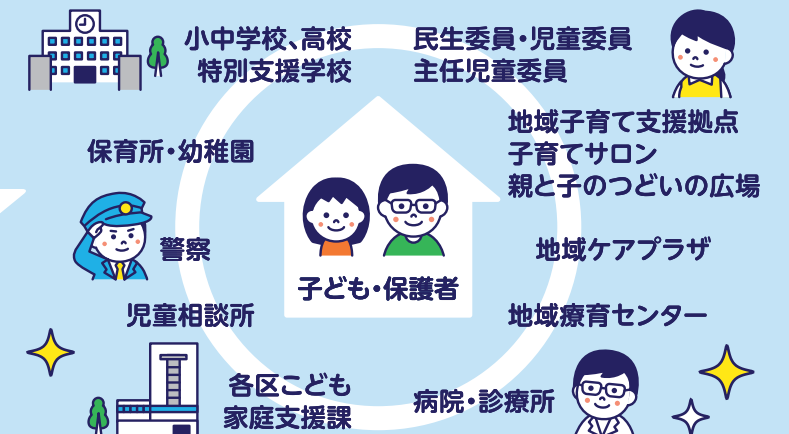 小中学校、高校
特別支援学校
民生委員・児童委員
主任児童委員
保育所・幼稚園
地域子育て支援拠点
子育てサロン
親と子のつどいの広場
警察
地域ケアプラザ
子ども・保護者
児童相談所
地域療育センター
各区こども
家庭支援課
病院・診療所